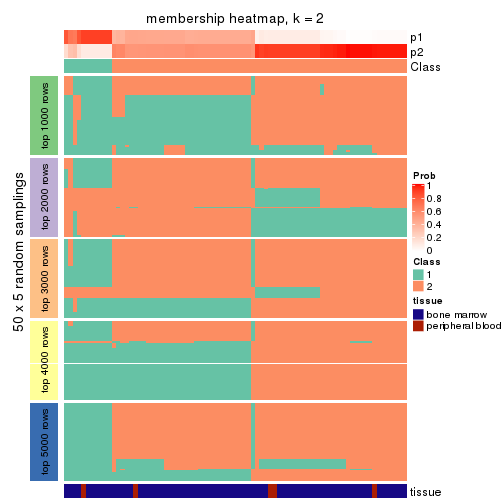 membership heatmap, k = 2
p1
p2
Class
50 x 5 random samplings
top 1000 rows
top 2000 rows
top 3000 rows
top 4000 rows
top 5000 rows
tissue
Prob
1
0.8
0.6
0.4
0.2
0
Class
1
2
tissue
bone marrow
peripheral blood